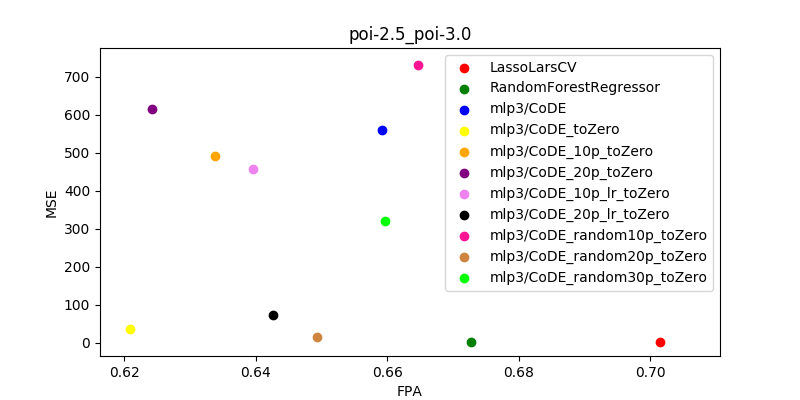 poi-2.5_poi-3.0
MSE
700
600
500
400
300
200
100
0
0.62
0.64
0.66
0.68
0.70
FPA
LassoLarsCV
RandomForestRegressor
mlp3/CoDE
mlp3/CoDE_toZero
mlp3/CoDE_10p_toZero
mlp3/CoDE_20p_toZero
mlp3/CoDE_10p_lr_toZero
mlp3/CoDE_20p_lr_toZero
mlp3/CoDE_random10p_toZero
mlp3/CoDE_random20p_toZero
mlp3/CoDE_random30p_toZero